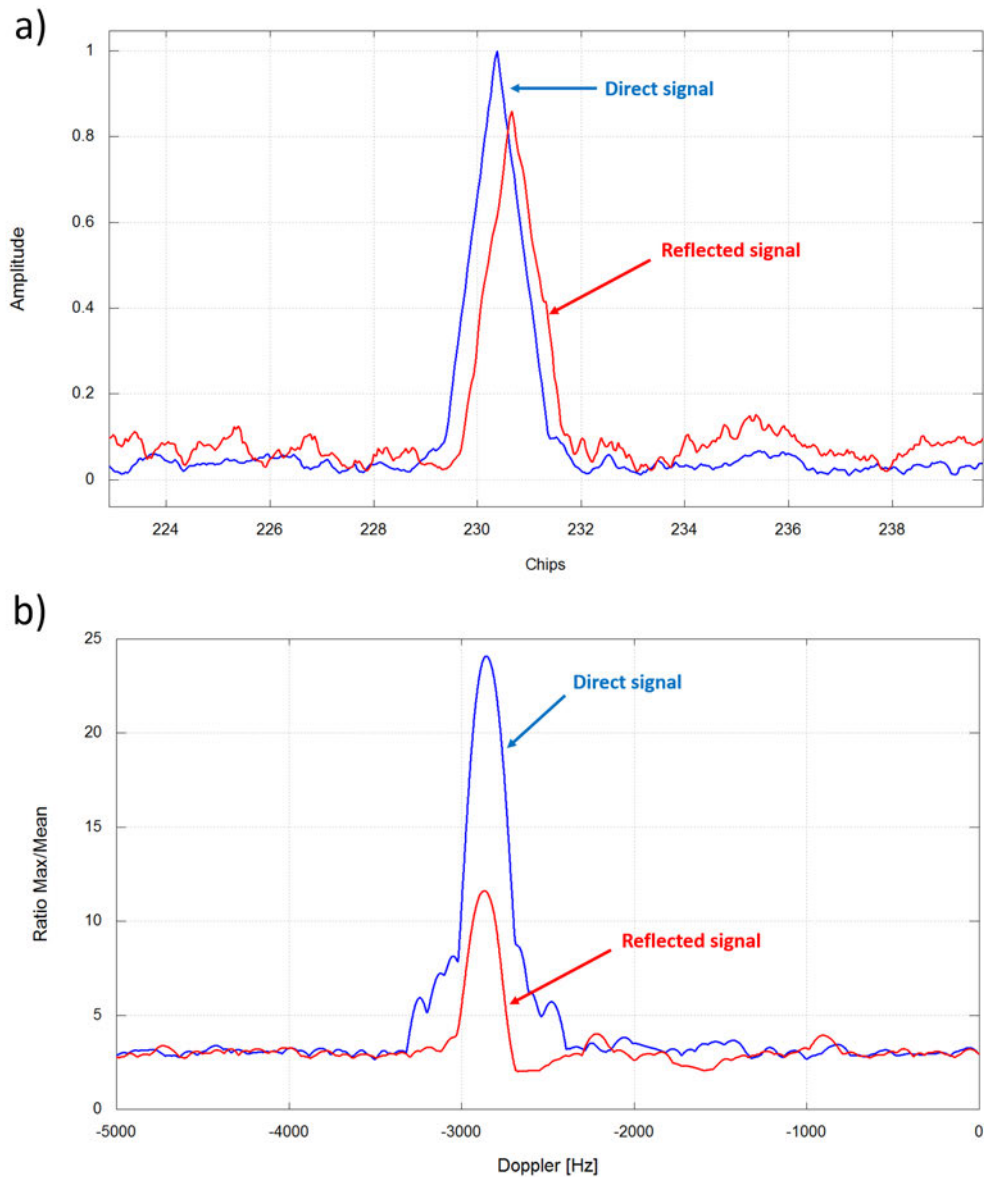 a)
1
0.8
0.6
0.4
0.2
0
Amplitude
Direct signal
Reflected signal
224 226 228 230 232 234 236 238
Chips
b)
25
20
15
10
5
0
Ratio Max/Mean
Direct signal
Reflected signal
-5000 -4000 -3000 -2000 -1000 0
Doppler [Hz]